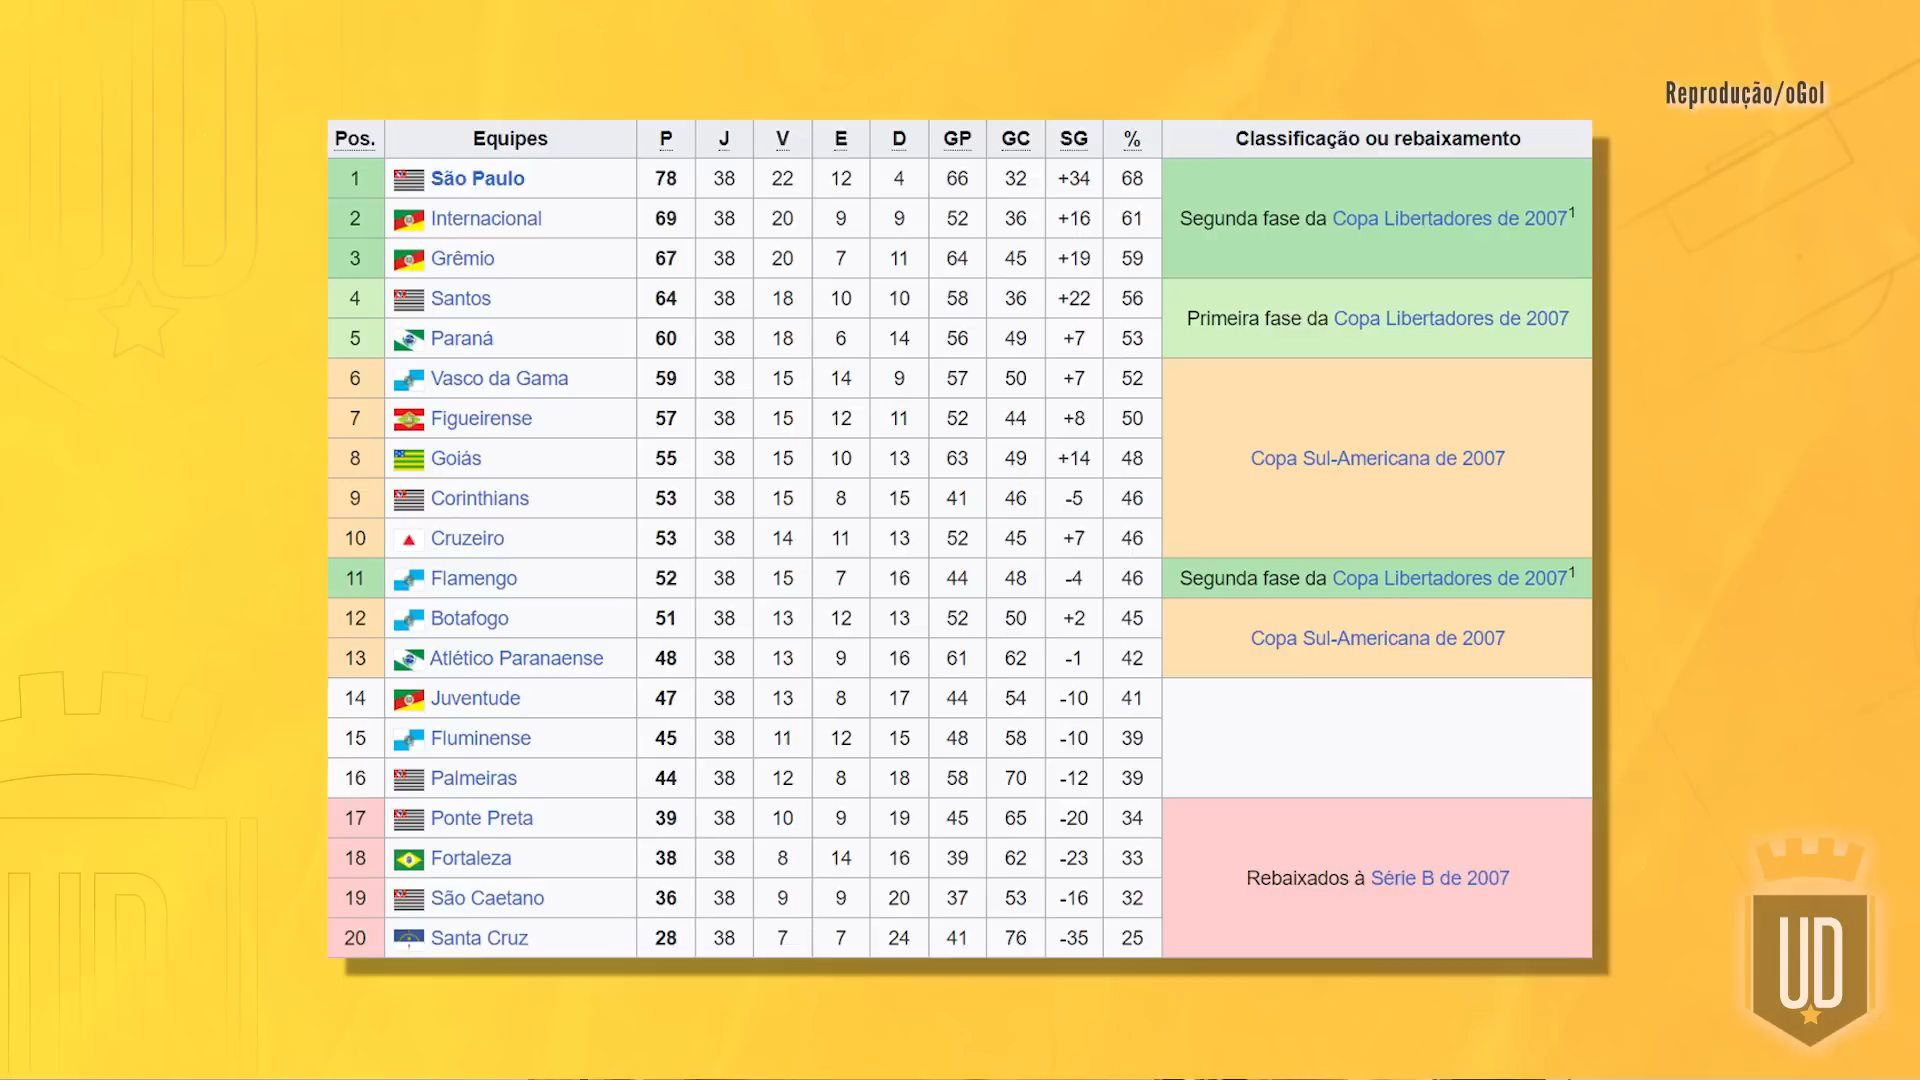 Reprodução/oGol
Pos. Equipes P J V E D GP GC SG % Classificação ou rebaixamento
1 São Paulo 78 38 22 12 4 66 32 +34 68
2 Internacional 69 38 20 9 9 52 36 +16 61 Segunda fase da Copa Libertadores de 2007¹
3 Grêmio 67 38 20 7 11 64 45 +19 59
4 Santos 64 38 18 10 10 58 36 +22 56
Primeira fase da Copa Libertadores de 2007
5 Paraná 60 38 18 6 14 56 49 +7 53
6 Vasco da Gama 59 38 15 14 9 57 50 +7 52
7 Figueirense 57 38 15 12 11 52 44 +8 50
8 Goiás 55 38 15 10 13 63 49 +14 48 Copa Sul-Americana de 2007
9 Corinthians 53 38 15 8 15 41 46 -5 46
10 Cruzeiro 53 38 14 11 13 52 45 +7 46
11 Flamengo 52 38 15 7 16 44 48 -4 46 Segunda fase da Copa Libertadores de 2007¹
12 Botafogo 51 38 13 12 13 52 50 +2 45
Copa Sul-Americana de 2007
13 Atlético Paranaense 48 38 13 9 16 61 62 -1 42
14 Juventude 47 38 13 8 17 44 54 -10 41
15 Fluminense 45 38 11 12 15 48 58 -10 39
16 Palmeiras 44 38 12 8 18 58 70 -12 39
17 Ponte Preta 39 38 10 9 19 45 65 -20 34
18 Fortaleza 38 38 8 14 16 39 62 -23 33
Rebaixados à Série B de 2007
19 São Caetano 36 38 9 9 20 37 53 -16 32
20 Santa Cruz 28 38 7 7 24 41 76 -35 25
UD